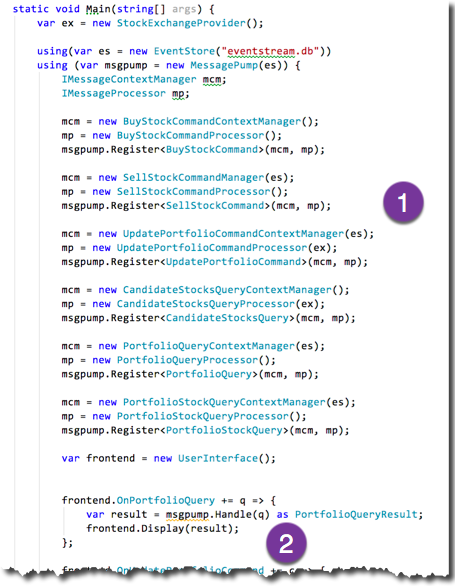 static void Main(string[] args) {
var ex = new StockExchangeProvider();
using(var es = new EventStore("eventstream.db"))
using (var msgpump = new MessagePump(es)) {
IMessageContextManager mcm;
IMessageProcessor mp;
mcm = new BuyStockCommandContextManager();
mp = new BuyStockCommandProcessor();
msgpump.Register<BuyStockCommand>(mcm, mp);
mcm = new SellStockCommandManager(es);
mp = new SellStockCommandProcessor();
msgpump.Register<SellStockCommand>(mcm, mp);
1
mcm = new UpdatePortfolioCommandContextManager(es);
mp = new UpdatePortfolioCommandProcessor(ex);
msgpump.Register<UpdatePortfolioCommand>(mcm, mp);
mcm = new CandidateStocksQueryContextManager();
mp = new CandidateStocksQueryProcessor(ex);
msgpump.Register<CandidateStocksQuery>(mcm, mp);
mcm = new PortfolioQueryContextManager(es);
mp = new PortfolioQueryProcessor();
msgpump.Register<PortfolioQuery>(mcm, mp);
mcm = new PortfolioStockQueryContextManager(es);
mp = new PortfolioStockQueryProcessor();
msgpump.Register<PortfolioStockQuery>(mcm, mp);
var frontend = new UserInterface();
frontend.OnPortfolioQuery += q => {
var result = msgpump.Handle(q) as PortfolioQueryResult;
frontend.Display(result);
};
2